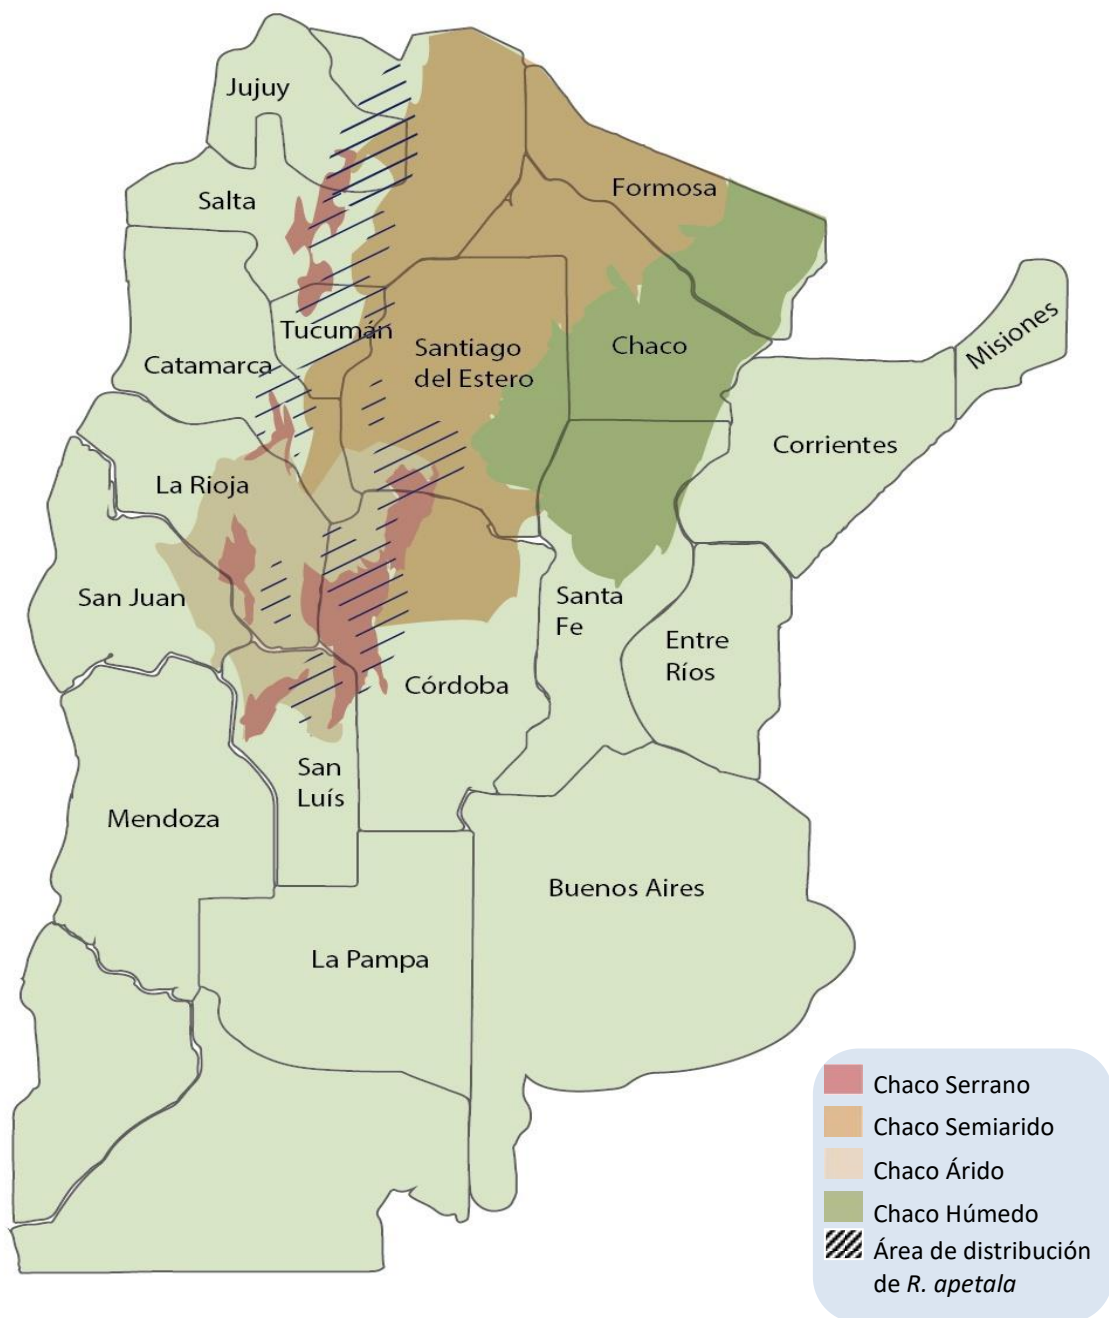 Jujuy
Salta
Formosa
Tucumán
Catamarca
Santiago
del Estero
Chaco
Misiones
Corrientes
La Rioja
San Juan
Santa
Fe
Entre
Ríos
Córdoba
San
Luís
Mendoza
Buenos Aires
La Pampa
Chaco Serrano
Chaco Semiarido
Chaco Árido
Chaco Húmedo
Área de distribución
de R. apetala